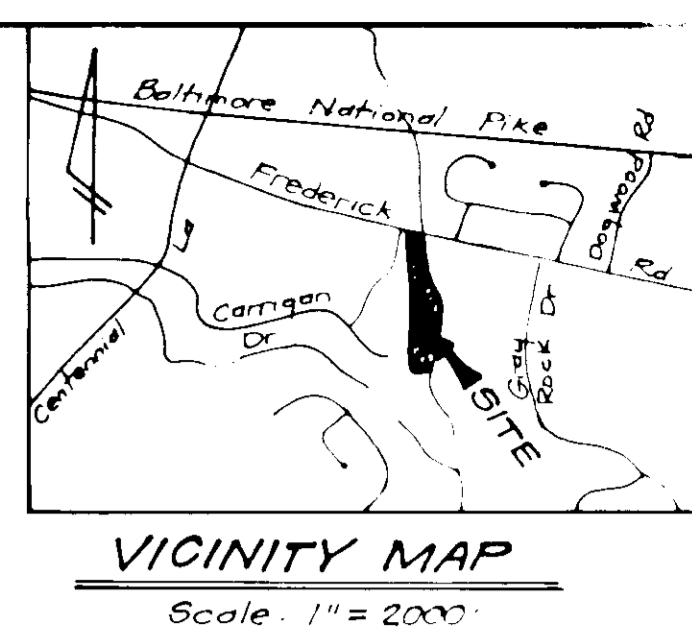 Baltimore National Pike
Frederick Rd
Dogwood Rd
Centennial La
Carrigan Dr
Gray Rock Dr
SITE
VICINITY MAP
Scale. 1" = 2000'